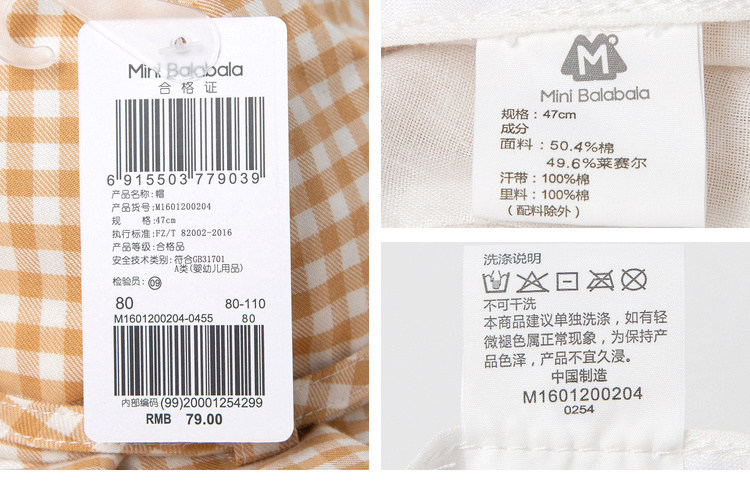 Mini Balabala
合格证
6 915503 779039
产品名称:帽
产品货号:M1601200204
规 格:47cm
执行标准:FZ/T 82002-2016
产品等级:合格品
安全技术类别:符合GB31701
A类(婴幼儿用品)
检验员: 09
80 80-110
M1601200204-0455 80
内部编码 (99)20001254299
RMB 79.00
M
Mini Balabala
规格:47cm
成分
面料:50.4%棉
49.6%莱赛尔
汗带:100%棉
里料:100%棉
(配料除外)
洗涤说明
不可干洗
本商品建议单独洗涤,如有轻
微褪色属正常现象,为保持产
品色泽,产品不宜久浸。
中国制造
M1601200204
0254